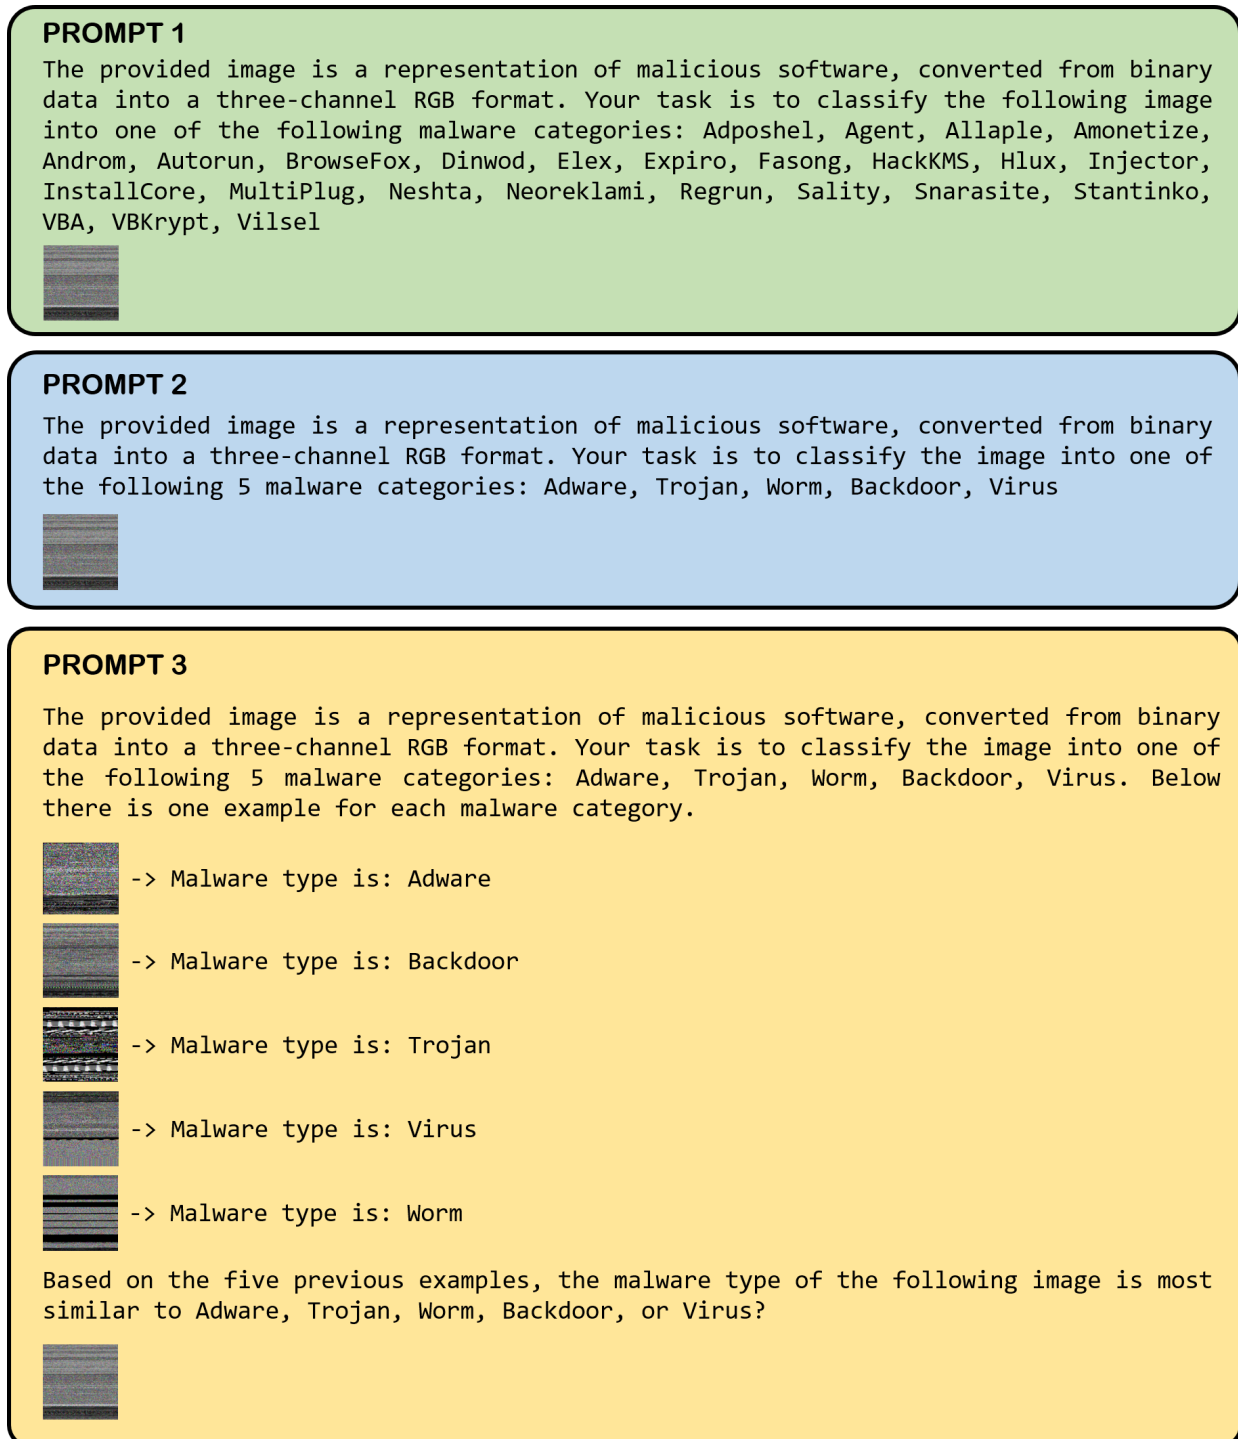 PROMPT 1
The provided image is a representation of malicious software, converted from binary
data into a three-channel RGB format. Your task is to classify the following image
into one of the following malware categories: Adposhel, Agent, Allaple, Amonetize,
Androm, Autorun, BrowseFox, Dinwod, Elex, Expiro, Fasong, HackKMS, Hlux, Injector,
InstallCore, MultiPlug, Neshta, Neoreklami, Regrun, Sality, Snarasite, Stantinko,
VBA, VBKrypt, Vilsel
PROMPT 2
The provided image is a representation of malicious software, converted from binary
data into a three-channel RGB format. Your task is to classify the image into one of
the following 5 malware categories: Adware, Trojan, Worm, Backdoor, Virus
PROMPT 3
The provided image is a representation of malicious software, converted from binary
data into a three-channel RGB format. Your task is to classify the image into one of
the following 5 malware categories: Adware, Trojan, Worm, Backdoor, Virus. Below
there is one example for each malware category.
-> Malware type is: Adware
-> Malware type is: Backdoor
-> Malware type is: Trojan
-> Malware type is: Virus
-> Malware type is: Worm
Based on the five previous examples, the malware type of the following image is most
similar to Adware, Trojan, Worm, Backdoor, or Virus?